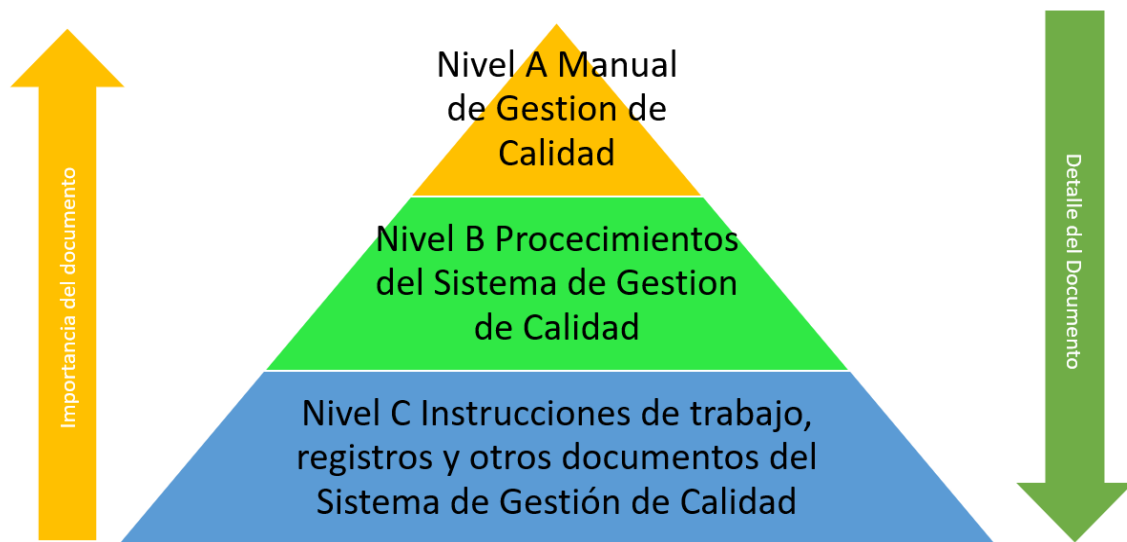 Nivel A Manual
de Gestion de
Calidad
Nivel B Procecimientos
del Sistema de Gestion
de Calidad
Nivel C Instrucciones de trabajo,
registros y otros documentos del
Sistema de Gestión de Calidad
Importancia del documento
Detalle del Documento